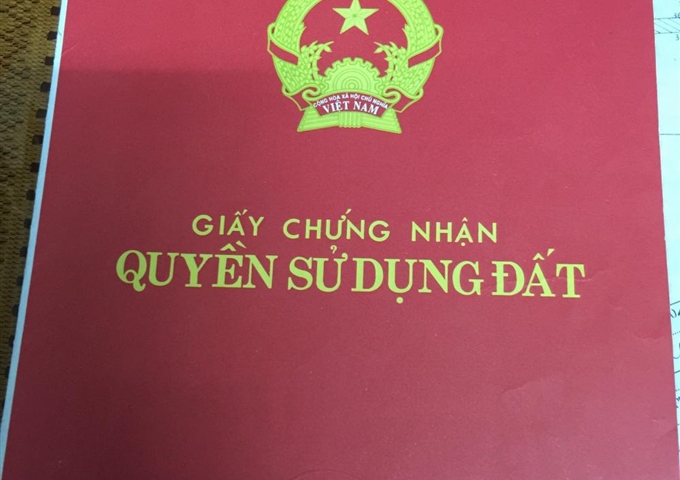 CỘNG HÒA XÃ HỘI CHỦ NGHĨA
VIỆT NAM
GIẤY CHỨNG NHẬN
QUYỀN SỬ DỤNG ĐẤT